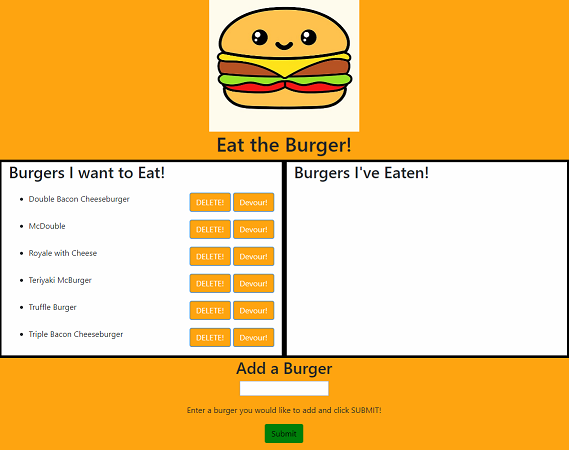 Eat the Burger!
Burgers I want to Eat!
Double Bacon Cheeseburger DELETE! Devour!
McDouble DELETE! Devour!
Royale with Cheese DELETE! Devour!
Teriyaki McBurger DELETE! Devour!
Truffle Burger DELETE! Devour!
Triple Bacon Cheeseburger DELETE! Devour!
Burgers I've Eaten!
Add a Burger
Enter a burger you would like to add and click SUBMIT!
Submit